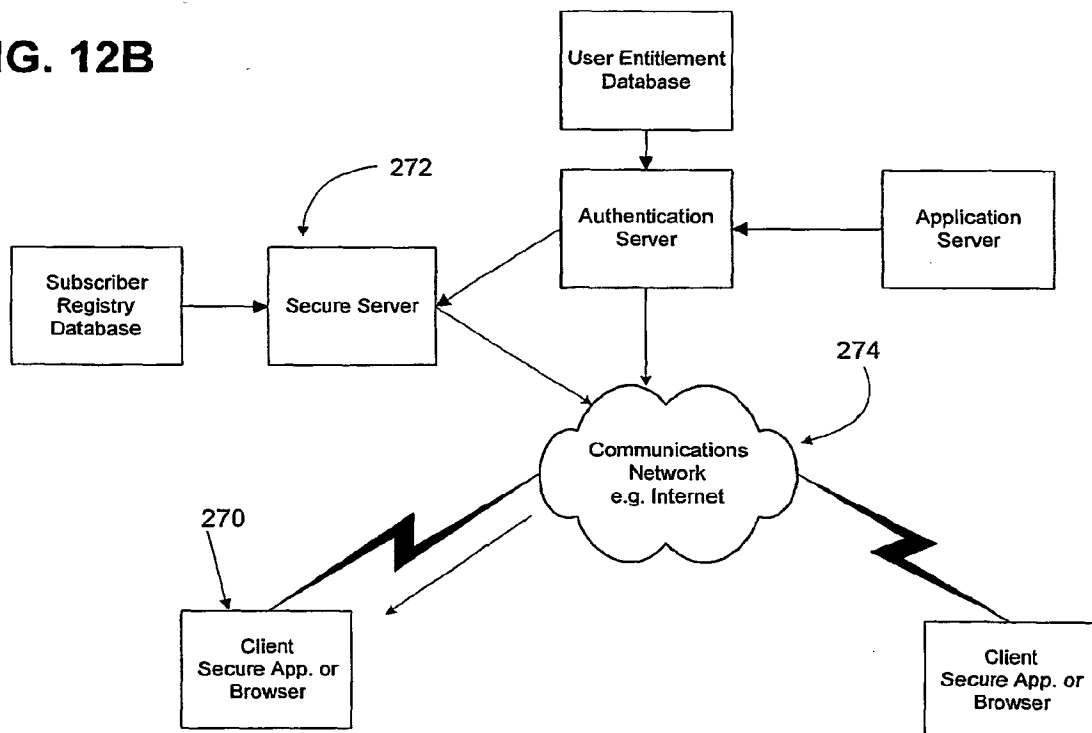 IG. 12B
User Entitlement
Database
272
Authentication
Server
Application
Server
Subscriber
Registry
Database
Secure Server
274
Communications
Network
e.g. Internet
270
Client
Secure App. or
Browser
Client
Secure App. or
Browser